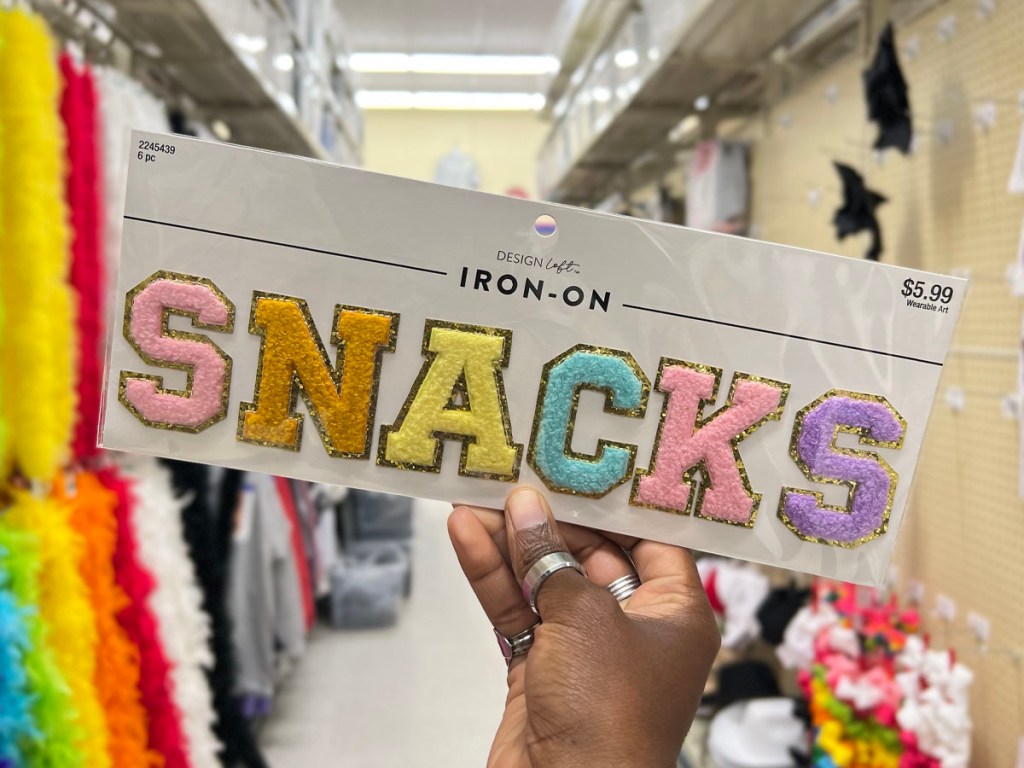 2245439
6 pc
DESIGN loft
IRON-ON
$5.99
Wearable Art
SNACKS